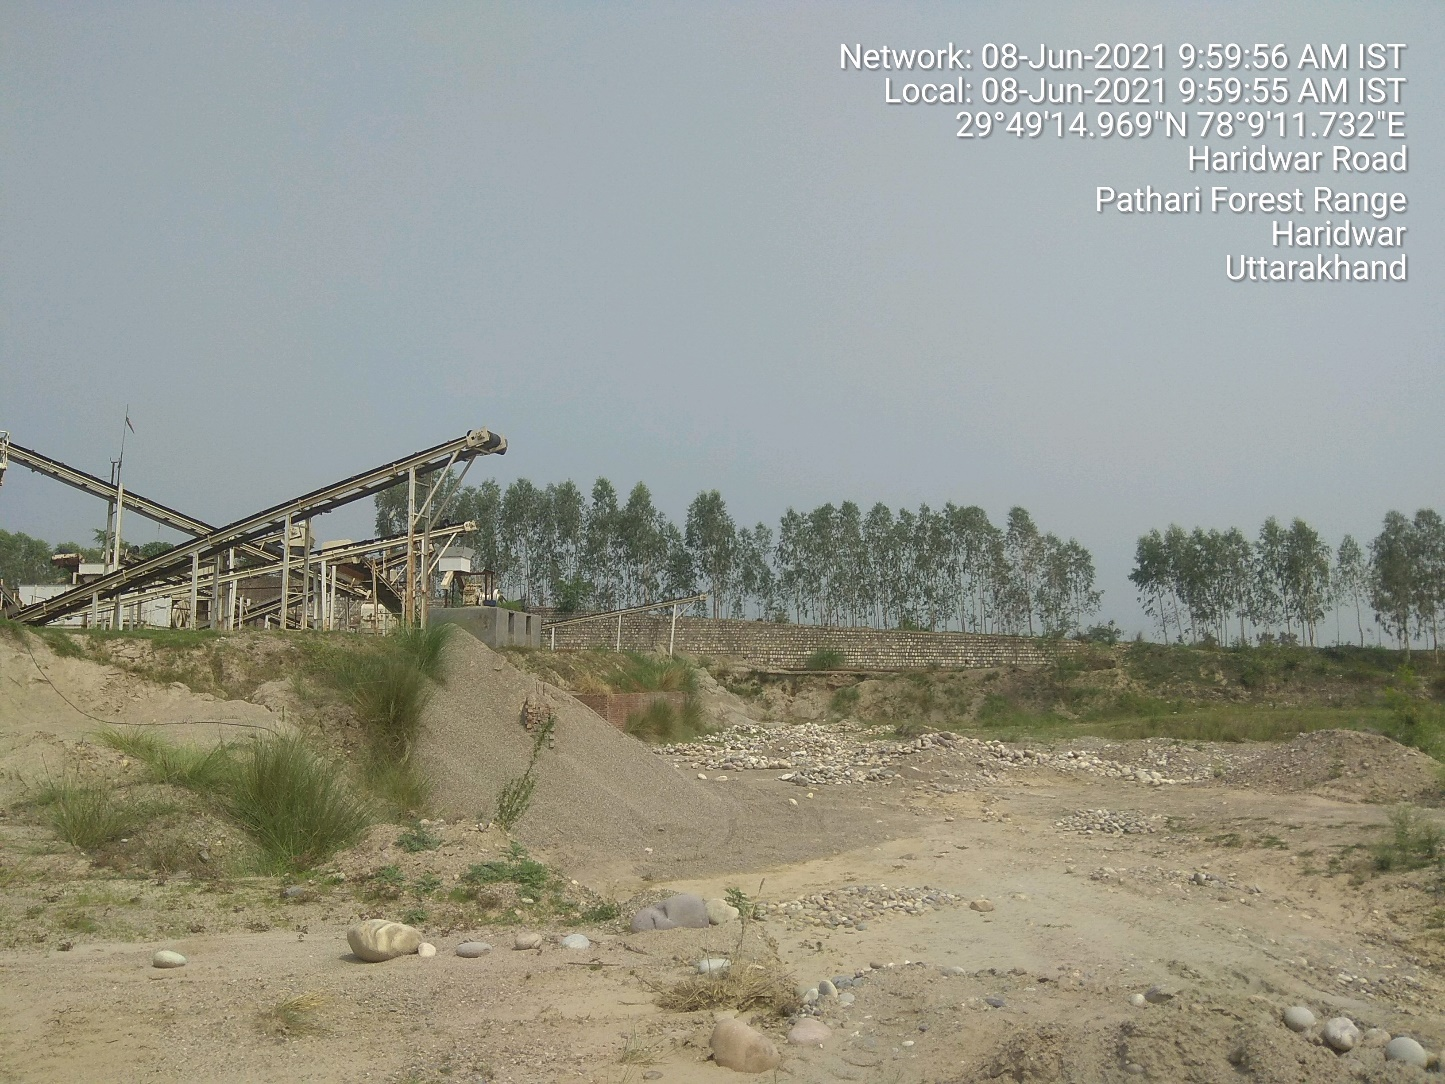 Network: 08-Jun-2021 9:59:56 AM IST
Local: 08-Jun-2021 9:59:55 AM IST
29°49'14.969"N 78°9'11.732"E
Haridwar Road
Pathari Forest Range
Haridwar
Uttarakhand